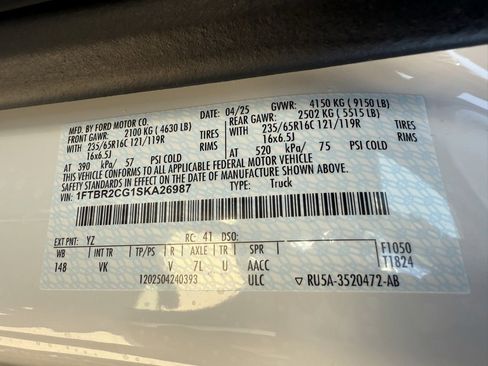 MFD. BY FORD MOTOR CO.
DATE: 04/25 GVWR: 4150 KG ( 9150 LB)
FRONT GAWR: 2100 KG ( 4630 LB) REAR GAWR: 2502 KG ( 5515 LB)
WITH 235/65R16C 121/119R TIRES WITH 235/65R16C 121/119R TIRES
16x6.5J RIMS 16x6.5J RIMS
AT 390 kPa/ 57 PSI COLD AT 520 kPa/ 75 PSI COLD
THIS VEHICLE CONFORMS TO ALL APPLICABLE FEDERAL MOTOR VEHICLE
SAFETY STANDARDS IN EFFECT ON THE DATE OF MANUFACTURE SHOWN ABOVE.
VIN: 1FTBR2CG1SKA26987 TYPE: Truck
EXT PNT: YZ RC: 41 DSO:
WB INT TR TP/PS R AXLE TR SPR F1050
148 VK V 7L U AACC T1824
1202504240393 ULC ▽ RU5A-3520472-AB